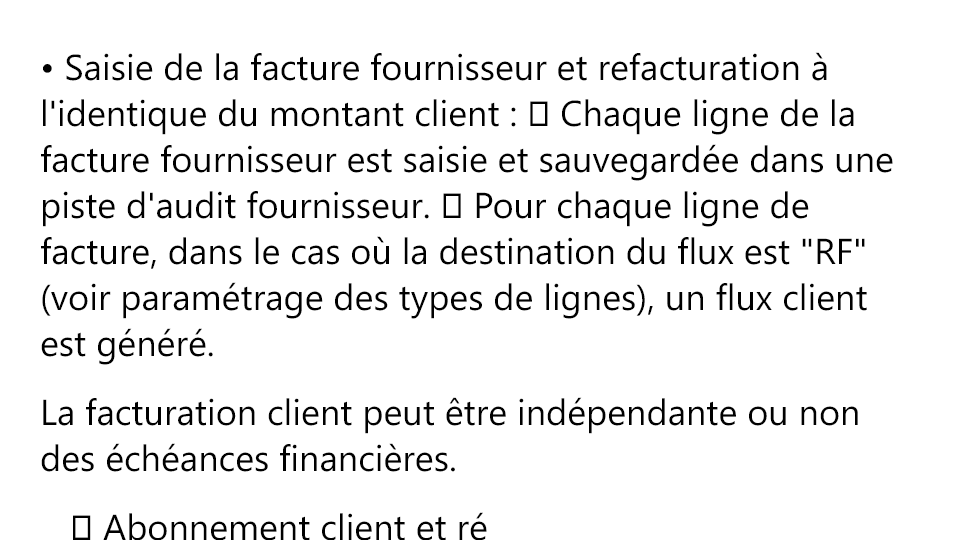 • Saisie de la facture fournisseur et refacturation à
l'identique du montant client : ▯ Chaque ligne de la
facture fournisseur est saisie et sauvegardée dans une
piste d'audit fournisseur. ▯ Pour chaque ligne de
facture, dans le cas où la destination du flux est "RF"
(voir paramétrage des types de lignes), un flux client
est généré.
La facturation client peut être indépendante ou non
des échéances financières.
▯ Abonnement client et ré